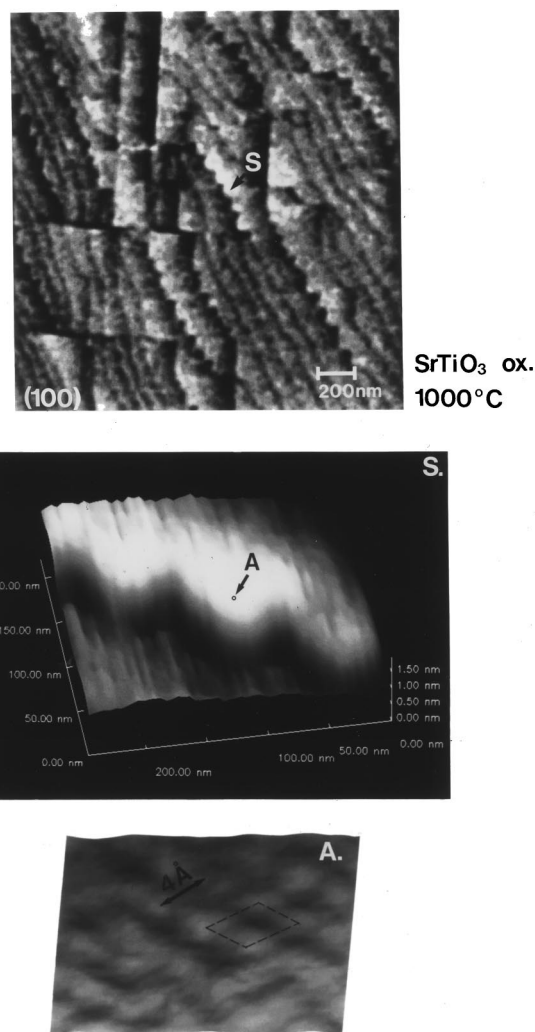 S
200nm
(100)
SrTiO₃ ox.
1000°C
S.
A
150.00 nm
100.00 nm
50.00 nm
0.00 nm
200.00 nm
100.00 nm
50.00 nm
0.00 nm
1.50 nm
1.00 nm
0.50 nm
0.00 nm
A.
4Å